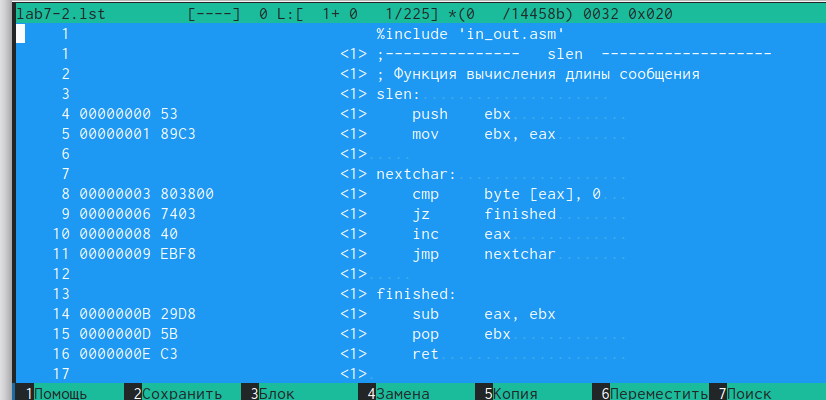 lab7-2.lst [----] 0 L:[ 1+ 0 1/225] *(0 /14458b) 0032 0x020
1 %include 'in_out.asm'
1 <1> ;--------------- slen -------------------
2 <1> ; Функция вычисления длины сообщения
3 <1> slen:
4 00000000 53 <1> push ebx
5 00000001 89C3 <1> mov ebx, eax
6 <1>
7 <1> nextchar:
8 00000003 803800 <1> cmp byte [eax], 0
9 00000006 7403 <1> jz finished
10 00000008 40 <1> inc eax
11 00000009 EBF8 <1> jmp nextchar
12 <1>
13 <1> finished:
14 0000000B 29D8 <1> sub eax, ebx
15 0000000D 5B <1> pop ebx
16 0000000E C3 <1> ret
17 <1>
1Помощь 2Сохранить 3Блок 4Замена 5Копия 6Переместить 7Поиск